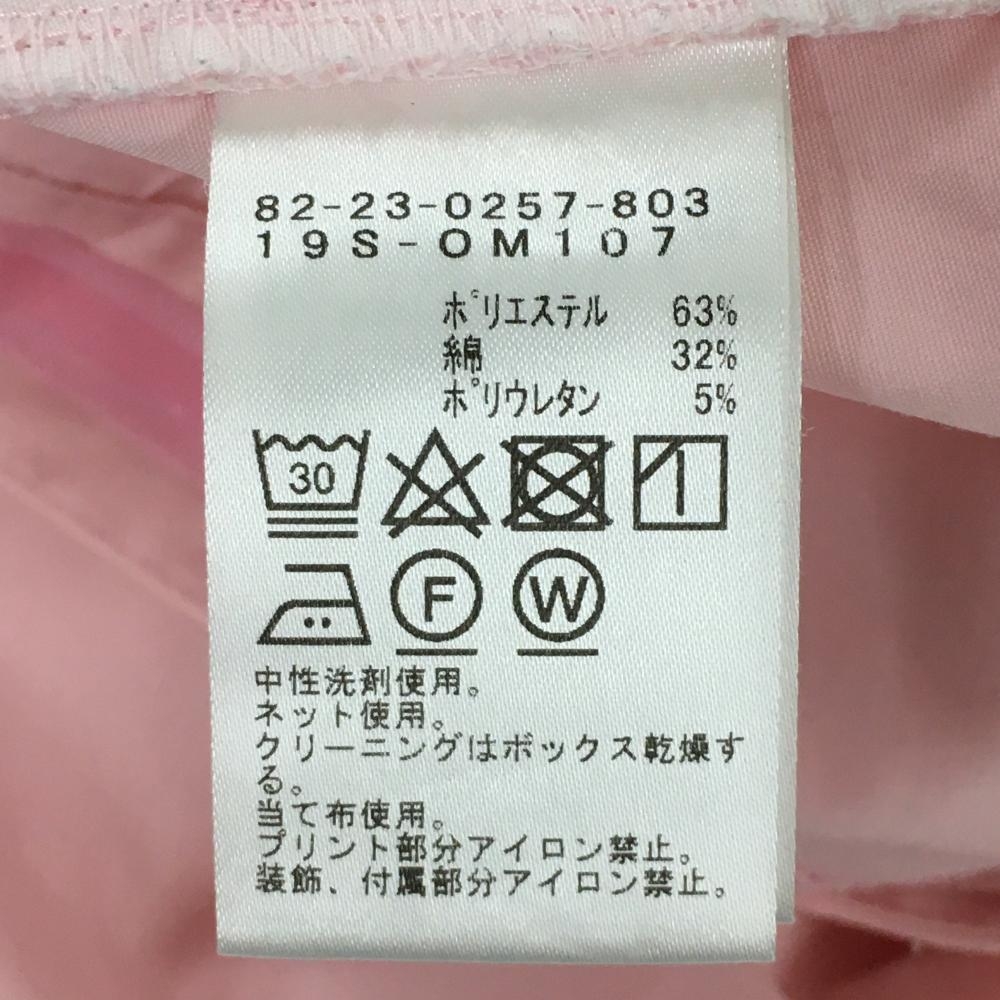 82-23-0257-803
19S-OM107
ポリエステル 63%
綿 32%
ポリウレタン 5%
30
F W
中性洗剤使用。
ネット使用。
クリーニングはボックス乾燥す
る。
当て布使用。
プリント部分アイロン禁止。
装飾、付属部分アイロン禁止。